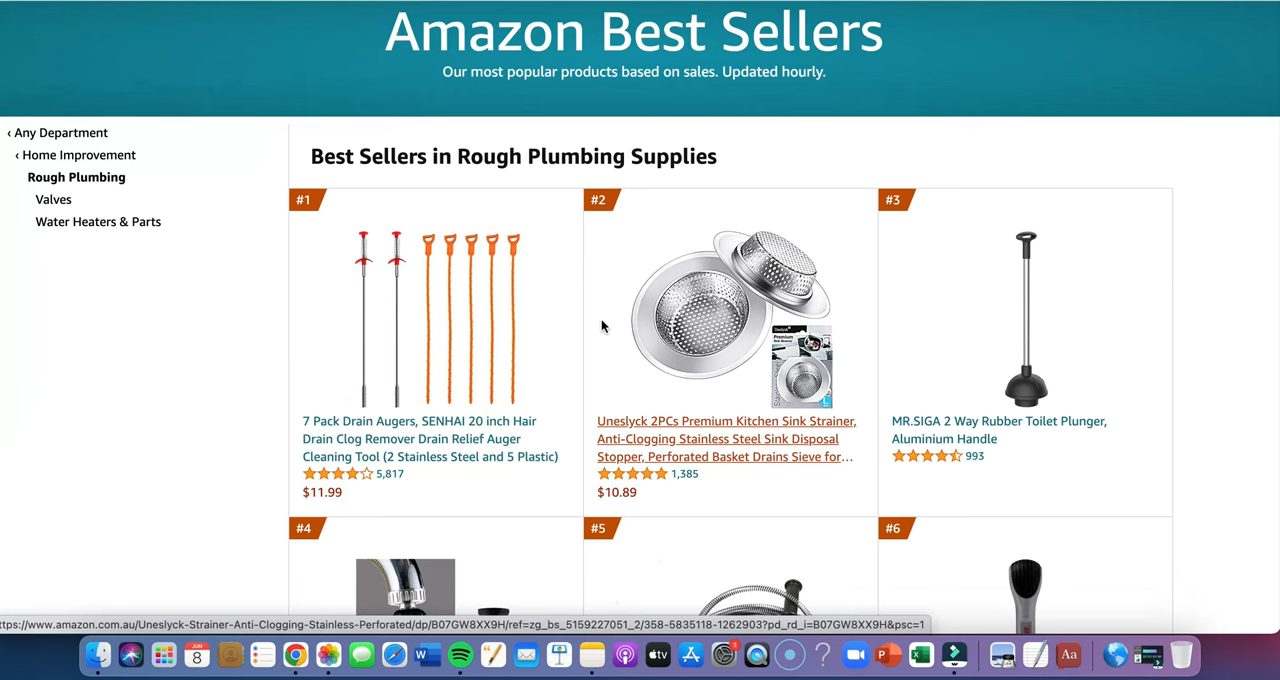 Amazon Best Sellers
Our most popular products based on sales. Updated hourly.
‹ Any Department
‹ Home Improvement
Rough Plumbing
Valves
Water Heaters & Parts
Best Sellers in Rough Plumbing Supplies
#1
7 Pack Drain Augers, SENHAI 20 inch Hair
Drain Clog Remover Drain Relief Auger
Cleaning Tool (2 Stainless Steel and 5 Plastic)
5,817
$11.99
#2
Premium
Uneslyck 2PCs Premium Kitchen Sink Strainer,
Anti-Clogging Stainless Steel Sink Disposal
Stopper, Perforated Basket Drains Sieve for…
1,385
$10.89
#3
MR.SIGA 2 Way Rubber Toilet Plunger,
Aluminium Handle
993
#4
#5
#6
ttps://www.amazon.com.au/Uneslyck-Strainer-Anti-Clogging-Stainless-Perforated/dp/B07GW8XX9H/ref=zg_bs_5159227051_2/358-5835118-1262903?pd_rd_i=B07GW8XX9H&psc=1
JUN
8
W
tv
3
?
P
X
Aa